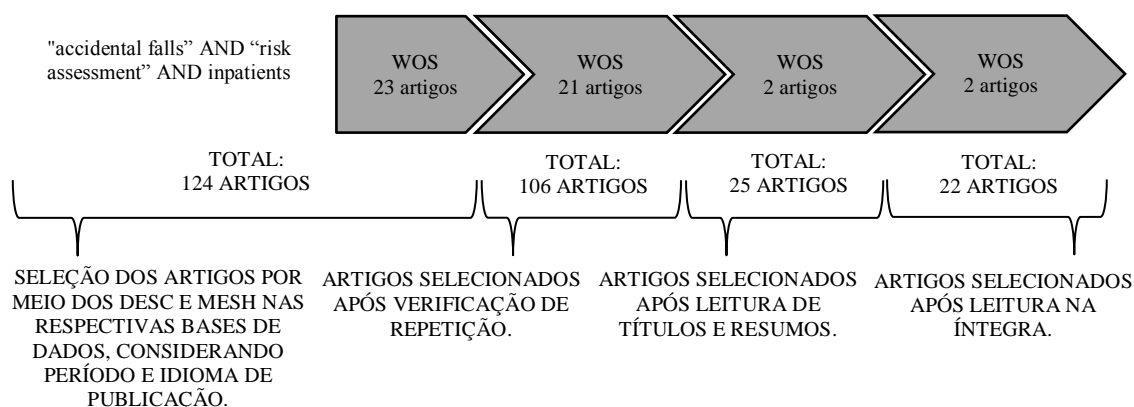 "accidental falls” AND “risk
assessment” AND inpatients
WOS
23 artigos
WOS
21 artigos
WOS
2 artigos
WOS
2 artigos
TOTAL:
124 ARTIGOS
TOTAL:
106 ARTIGOS
TOTAL:
25 ARTIGOS
TOTAL:
22 ARTIGOS
SELEÇÃO DOS ARTIGOS POR
MEIO DOS DESC E MESH NAS
RESPECTIVAS BASES DE
DADOS, CONSIDERANDO
PERÍODO E IDIOMA DE
PUBLICAÇÃO.
ARTIGOS SELECIONADOS
APÓS VERIFICAÇÃO DE
REPETIÇÃO.
ARTIGOS SELECIONADOS
APÓS LEITURA DE
TÍTULOS E RESUMOS.
ARTIGOS SELECIONADOS
APÓS LEITURA NA
ÍNTEGRA.